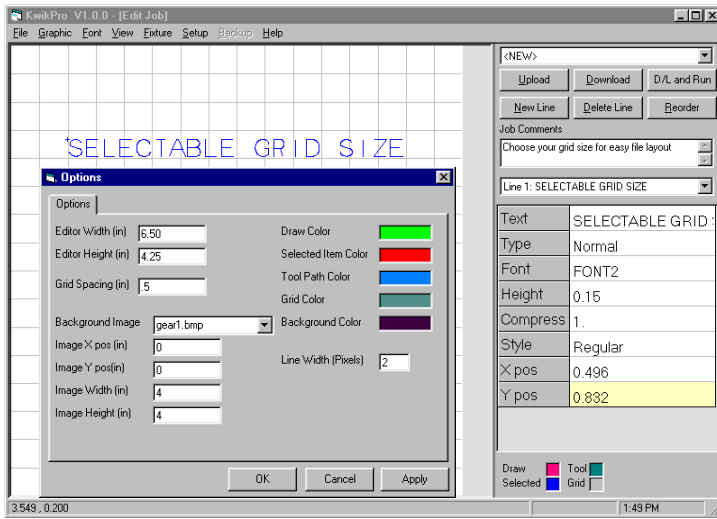 KwikPro V1.0.0 - [Edit Job]
File Graphic Font View Fixture Setup Backup Help
<NEW>
Upload Download D/L and Run
New Line Delete Line Reorder
Job Comments
Choose your grid size for easy file layout
Line 1: SELECTABLE GRID SIZE
SELECTABLE GRID SIZE
Options
Options
Editor Width (in) 6.50
Editor Height (in) 4.25
Grid Spacing (in) .5
Background Image gear1.bmp
Image X pos (in) 0
Image Y pos(in) 0
Image Width (in) 4
Image Height (in) 4
Draw Color
Selected Item Color
Tool Path Color
Grid Color
Background Color
Line Width (Pixels) 2
OK Cancel Apply
Text SELECTABLE GRID
Type Normal
Font FONT2
Height 0.15
Compress 1.
Style Regular
X pos 0.496
Y pos 0.832
Draw Tool
Selected Grid
3.549 , 0.200
1:49 PM